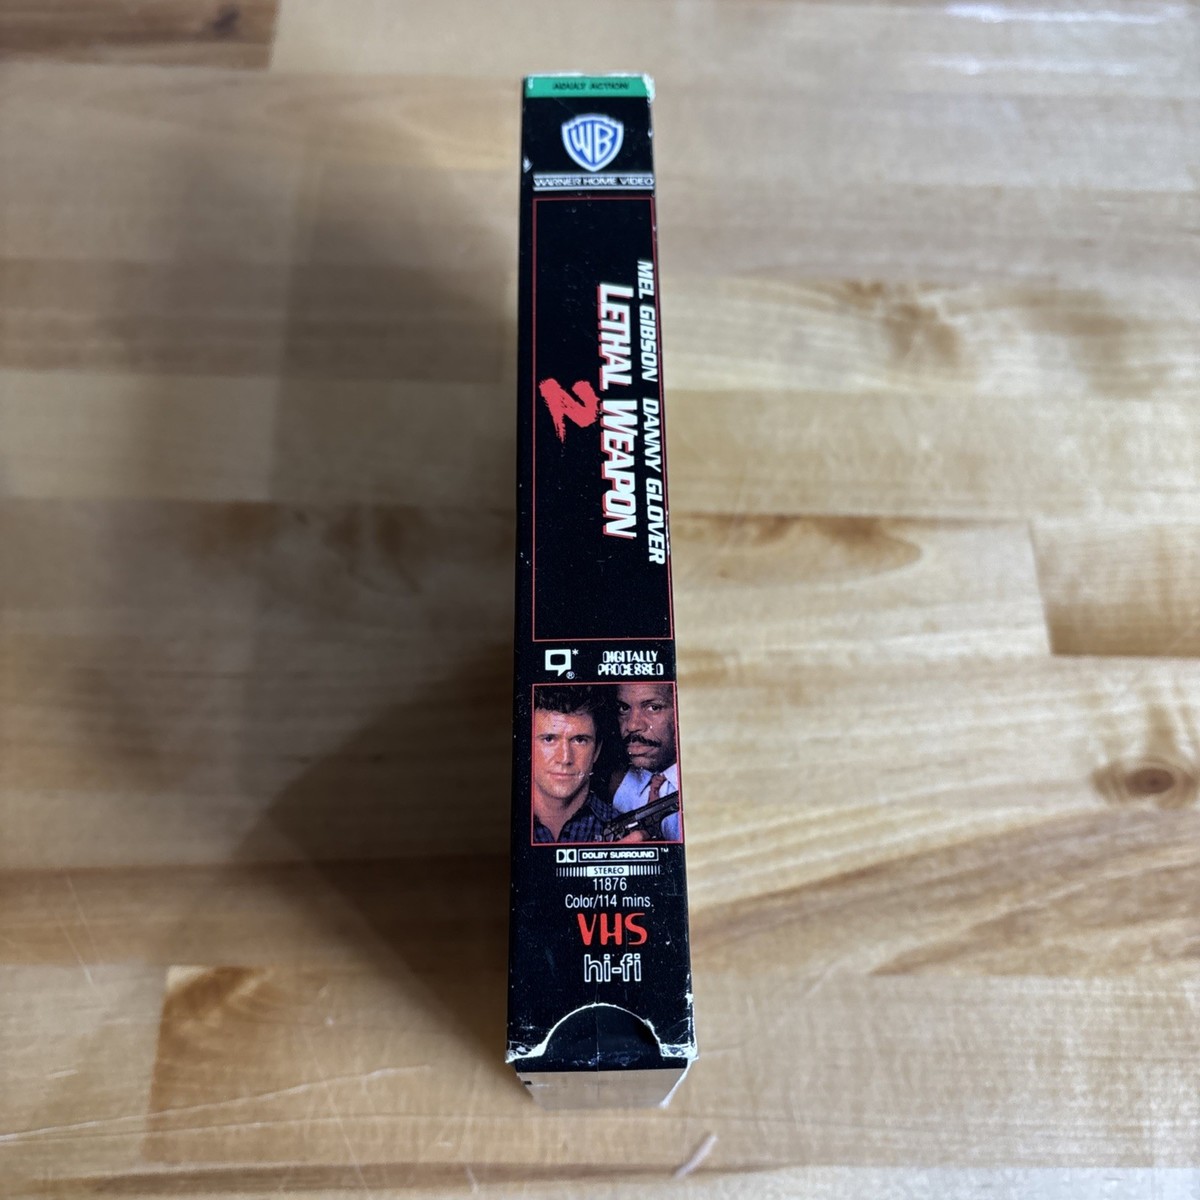 ADULT ACTION
WB
WARNER HOME VIDEO
MEL GIBSON DANNY GLOVER
LETHAL WEAPON
2
DIGITALLY
PROCESSED
DOLBY SURROUND™
STEREO
11876
Color/114 mins.
VHS
hi-fi